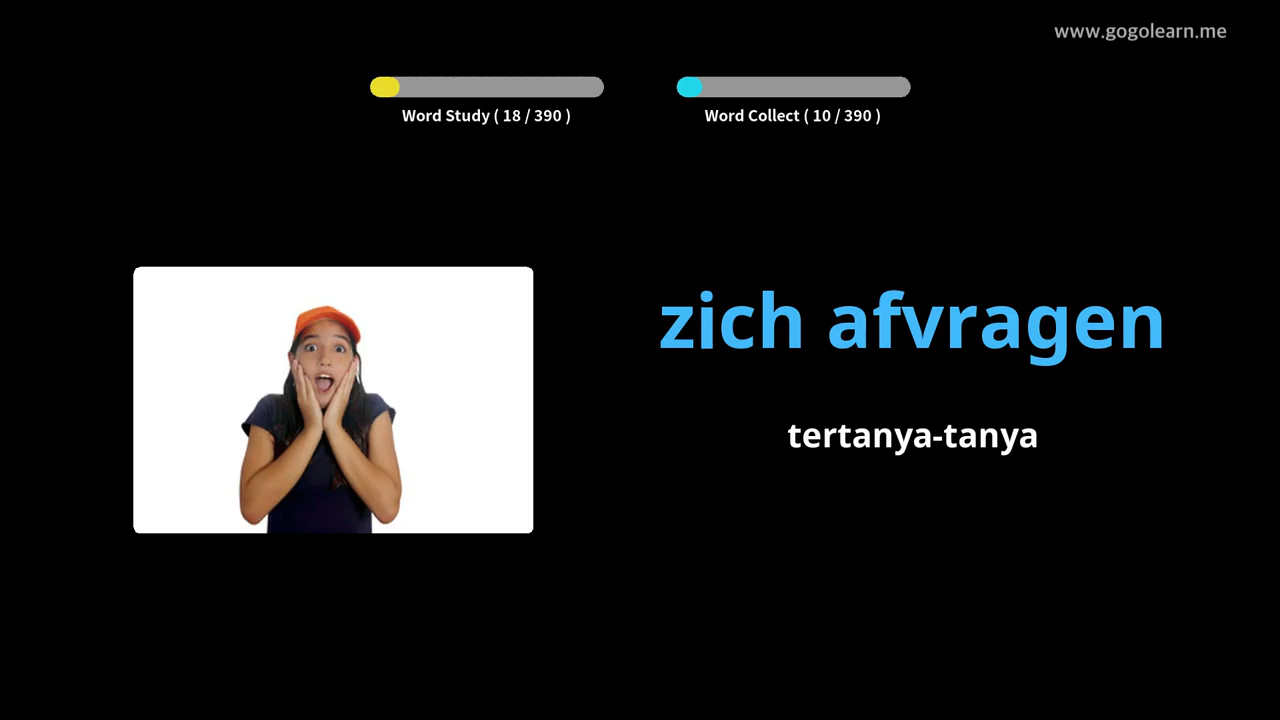 www.gogolearn.me
Word Study ( 18 / 390 )
Word Collect ( 10 / 390 )
zich afvragen
tertanya-tanya